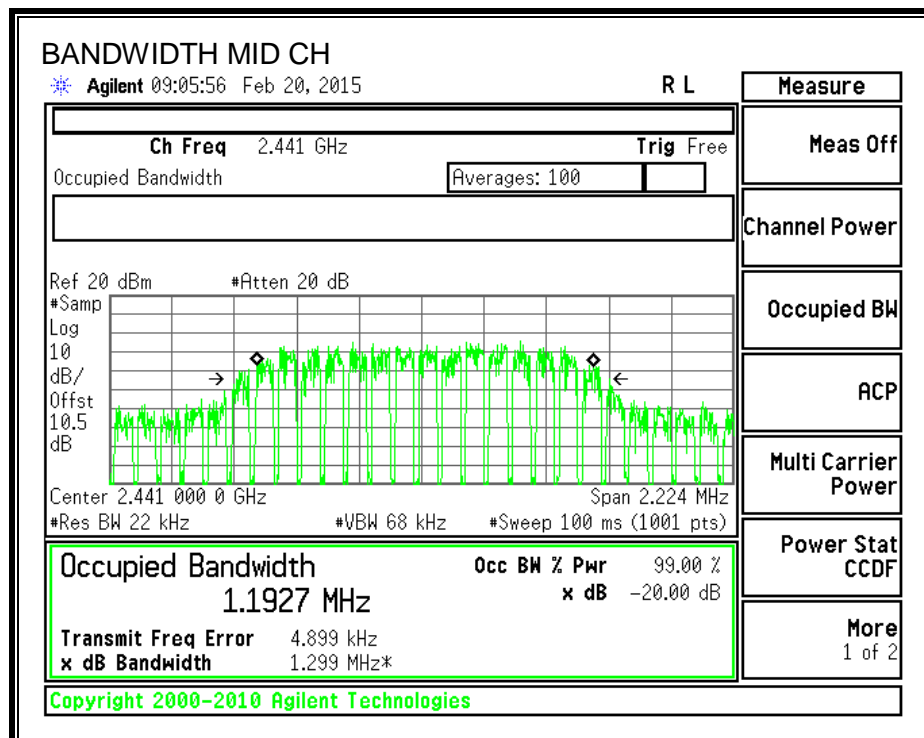 BANDWIDTH MID CH
Agilent 09:05:56 Feb 20, 2015 R L
Measure
Ch Freq 2.441 GHz Trig Free
Meas Off
Occupied Bandwidth Averages: 100
Channel Power
Ref 20 dBm #Atten 20 dB
#Samp
Log
10
dB/
Offst
10.5
dB
Occupied BW
ACP
Multi Carrier
Power
Center 2.441 000 0 GHz Span 2.224 MHz
#Res BW 22 kHz #VBW 68 kHz #Sweep 100 ms (1001 pts)
Power Stat
CCDF
Occupied Bandwidth Occ BW % Pwr 99.00 %
1.1927 MHz x dB -20.00 dB
Transmit Freq Error 4.899 kHz
x dB Bandwidth 1.299 MHz*
More
1 of 2
Copyright 2000-2010 Agilent Technologies